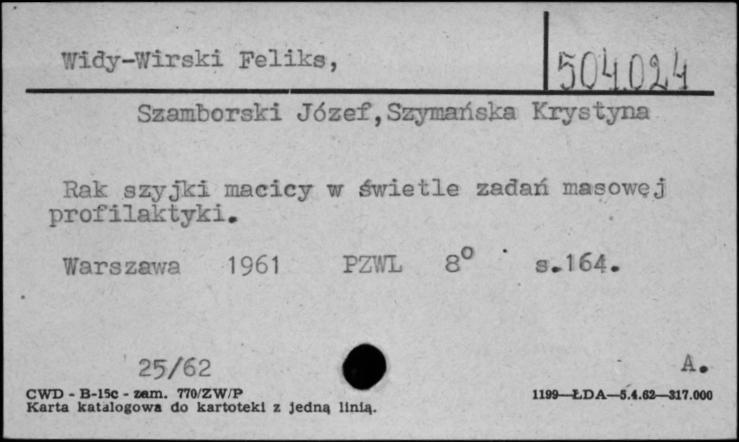 Widy-Wirski Feliks,
504.024
Szamborski Józef,Szymańska Krystyna
Rak szyjki macicy w świetle zadań masowej
profilaktyki.
Warszawa 1961 PZWL 8° s.164.
25/62 A.
CWD - B-15c - zam. 770/ZW/P 1199—ŁDA—5.4.62—317.000
Karta katalogowa do kartoteki z jedną linią.